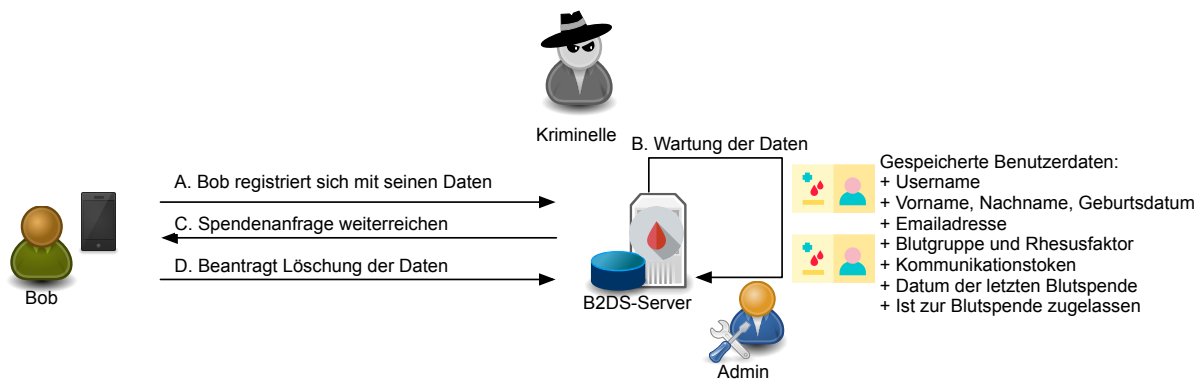 Kriminelle
B. Wartung der Daten
A. Bob registriert sich mit seinen Daten
C. Spendenanfrage weiterreichen
D. Beantragt Löschung der Daten
Bob
B2DS-Server
Admin
Gespeicherte Benutzerdaten:
+ Username
+ Vorname, Nachname, Geburtsdatum
+ Emailadresse
+ Blutgruppe und Rhesusfaktor
+ Kommunikationstoken
+ Datum der letzten Blutspende
+ Ist zur Blutspende zugelassen